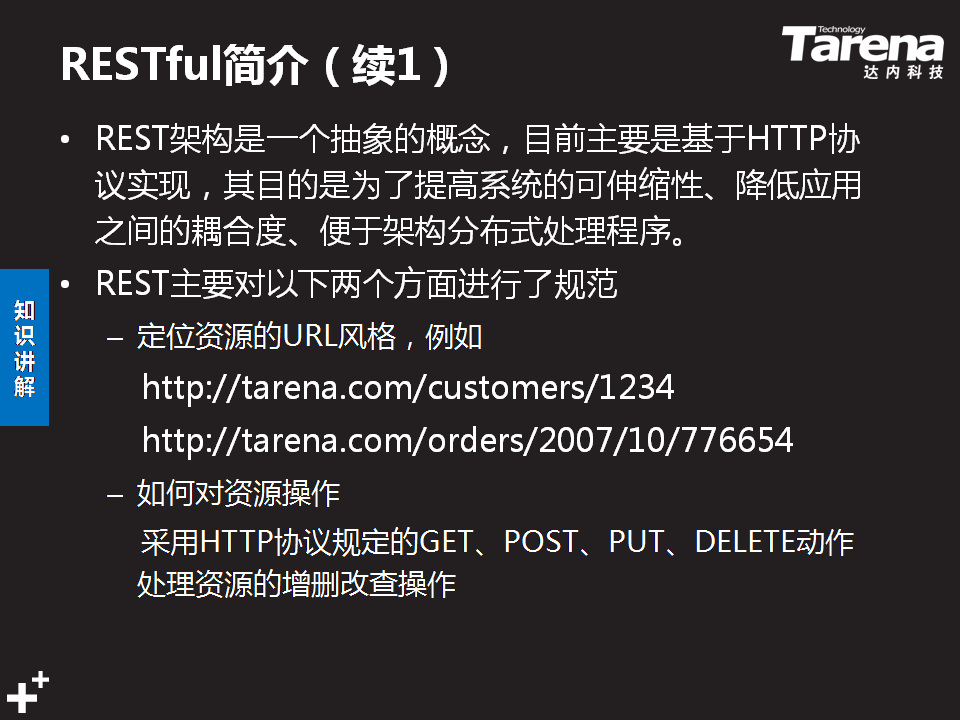 RESTful简介（续1）
Technology
Tarena
达内科技
• REST架构是一个抽象的概念，目前主要是基于HTTP协
议实现，其目的是为了提高系统的可伸缩性、降低应用
之间的耦合度、便于架构分布式处理程序。
• REST主要对以下两个方面进行了规范
– 定位资源的URL风格，例如
http://tarena.com/customers/1234
http://tarena.com/orders/2007/10/776654
– 如何对资源操作
采用HTTP协议规定的GET、POST、PUT、DELETE动作
处理资源的增删改查操作
知识讲解